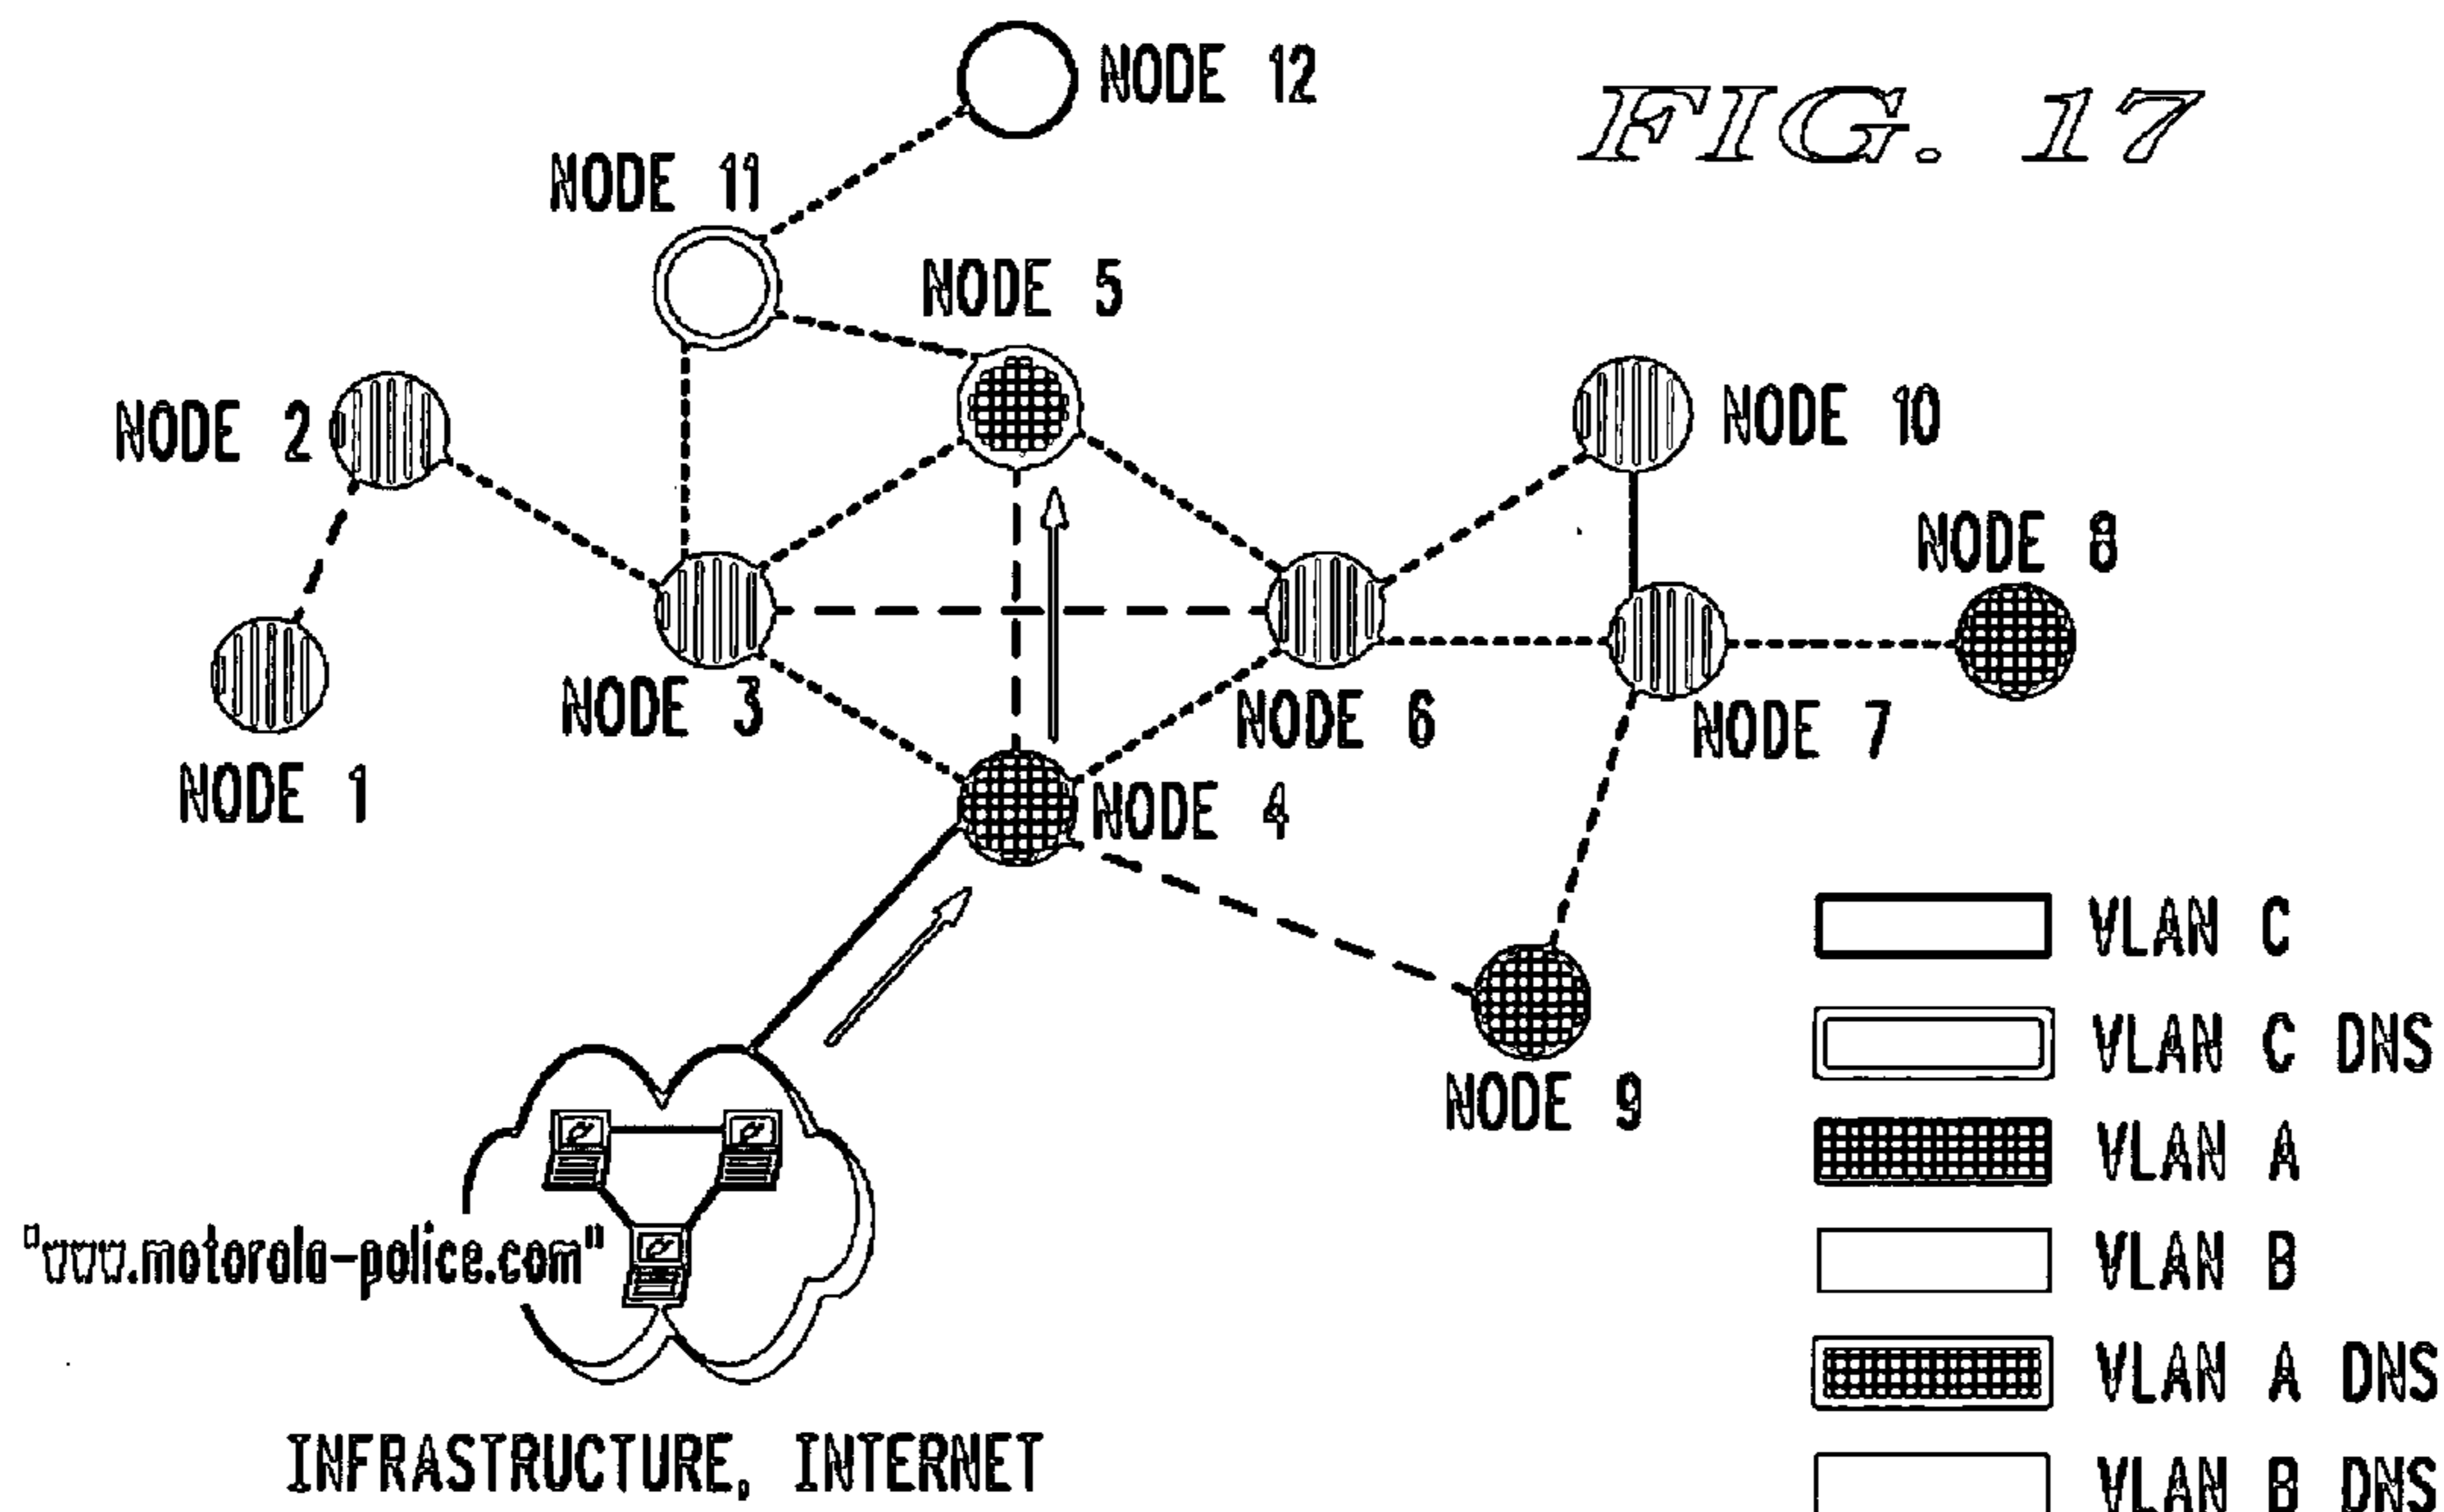 NODE 12
FIG. 17
NODE 11
NODE 5
NODE 2
NODE 10
NODE 8
NODE 3
NODE 6
NODE 7
NODE 1
NODE 4
VLAN C
VLAN C DNS
NODE 9
VLAN A
"www.motorola-police.com"
VLAN B
VLAN A DNS
INFRASTRUCTURE, INTERNET
VLAN B DNS